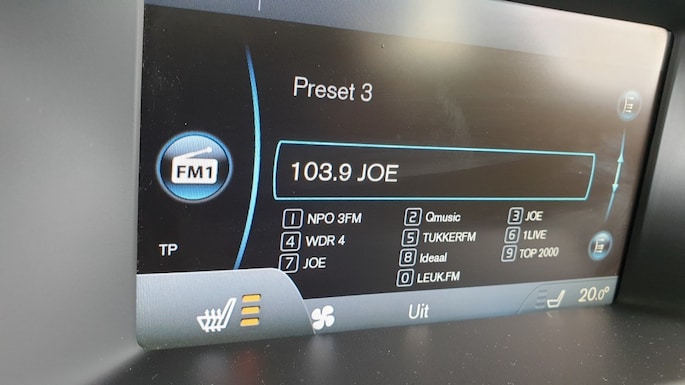 Preset 3
FM1
103.9 JOE
1 NPO 3FM 2 Qmusic 3 JOE
4 WDR 4 5 TUKKERFM 6 1LIVE
7 JOE 8 Ideaal 9 TOP 2000
0 LEUK.FM
TP
Uit
20.0°